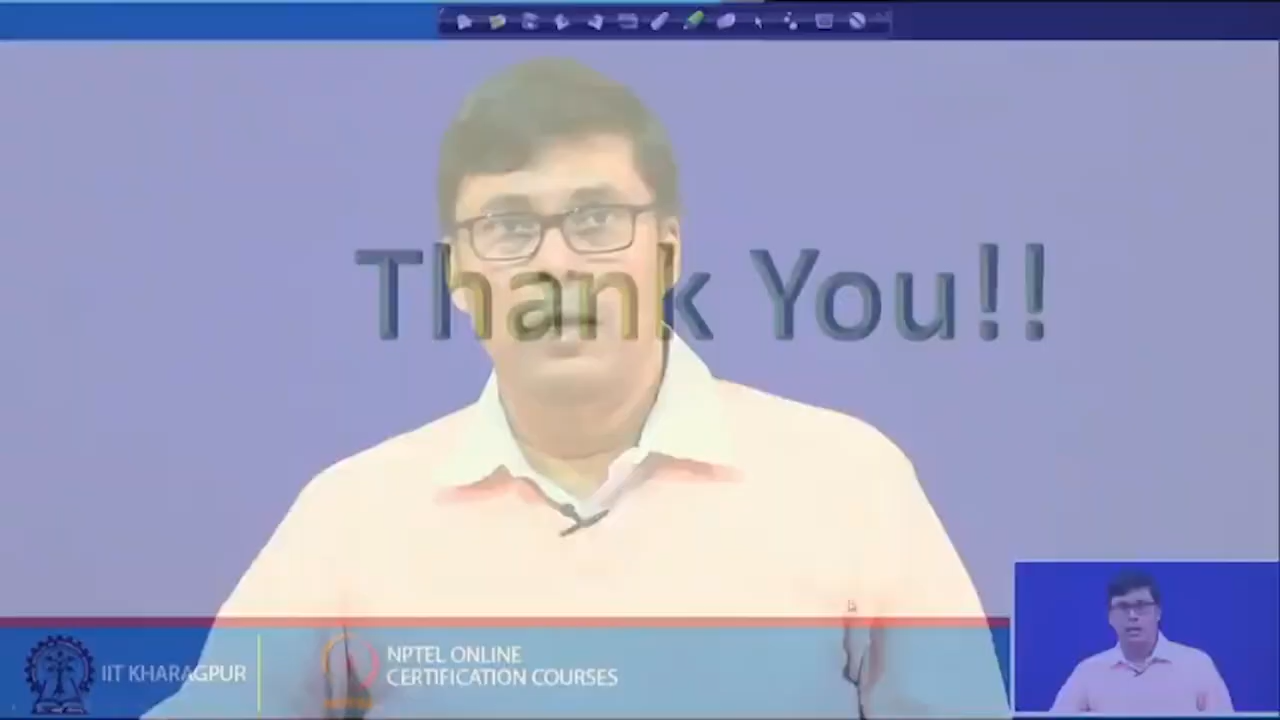 Thank You!!
IIT KHARAGPUR
NPTEL ONLINE
CERTIFICATION COURSES